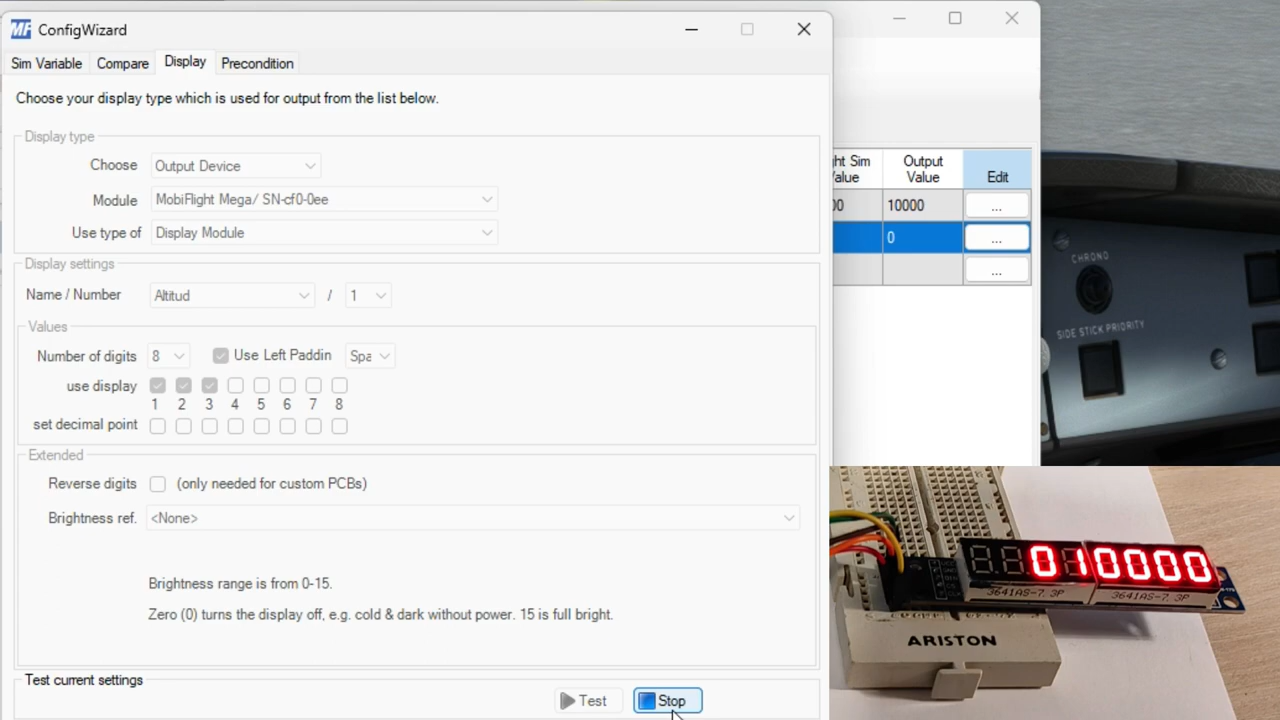 MF ConfigWizard
Sim Variable Compare Display Precondition
Choose your display type which is used for output from the list below.
Display type
Choose Output Device
Module MobiFlight Mega/ SN-cf0-0ee
Use type of Display Module
Display settings
Name / Number Altitud / 1
Values
Number of digits 8 Use Left Paddin Spa
use display
1 2 3 4 5 6 7 8
set decimal point
Extended
Reverse digits (only needed for custom PCBs)
Brightness ref. <None>
Brightness range is from 0-15.
Zero (0) turns the display off, e.g. cold & dark without power. 15 is full bright.
Test current settings
Test Stop
ht Sim Output
alue Value Edit
00 10000 ...
0 ...
...
CHRONO
SIDE STICK PRIORITY
010000
3641AS-7.3P 3641AS-7.3P
ARISTON